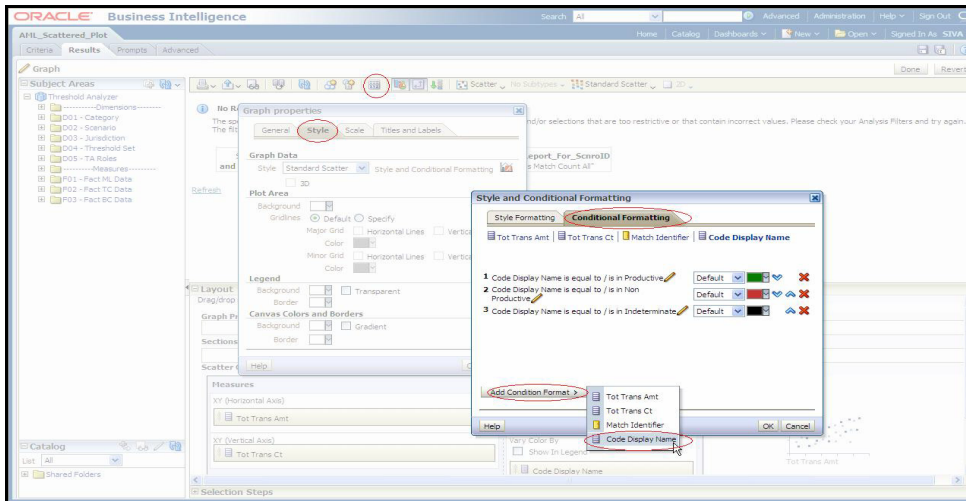 ORACLE Business Intelligence
Search All Advanced Administration Help Sign Out
AML_Scattered_Plot
Home Catalog Dashboards New Open Signed In As SIVA
Criteria Results Prompts Advanced
Graph
Done Revert
Subject Areas
Scatter No Subtypes Standard Scatter 2D
Threshold Analyzer
----------Dimensions---------
D01 - Category
D02 - Scenario
D03 - Jurisdiction
D04 - Threshold Set
D05 - TA Roles
----------Measures---------
F01 - Fact ML Data
F02 - Fact TC Data
F03 - Fact BC Data
No R
The spe
The filt
nd/or selections that are too restrictive or that contain incorrect values. Please check your Analysis Filters and try again.
eport_For_ScnroID
and
s Match Count All"
Refresh
Graph properties
General Style Scale Titles and Labels
Graph Data
Style Standard Scatter Style and Conditional Formatting
3D
Plot Area
Background
Gridlines Default Specify
Major Grid Horizontal Lines Vertica
Color
Minor Grid Horizontal Lines Vertica
Color
Legend
Background Transparent
Border
Canvas Colors and Borders
Background Gradient
Border
Help
Style and Conditional Formatting
Style Formatting Conditional Formatting
Tot Trans Amt Tot Trans Ct Match Identifier Code Display Name
1 Code Display Name is equal to / is in Productive Default
2 Code Display Name is equal to / is in Non Productive Default
3 Code Display Name is equal to / is in Indeterminate Default
Add Condition Format >
Tot Trans Amt
Tot Trans Ct
Match Identifier
Code Display Name
Help OK Cancel
Layout
Drag/drop
Graph Pr
Sections
Scatter
Measures
XY (Horizontal Axis)
Tot Trans Amt
XY (Vertical Axis)
Tot Trans Ct
Vary Color By
Show In Legend
Code Display Name
Tot Trans Amt
Catalog
List All
Shared Folders
Selection Steps